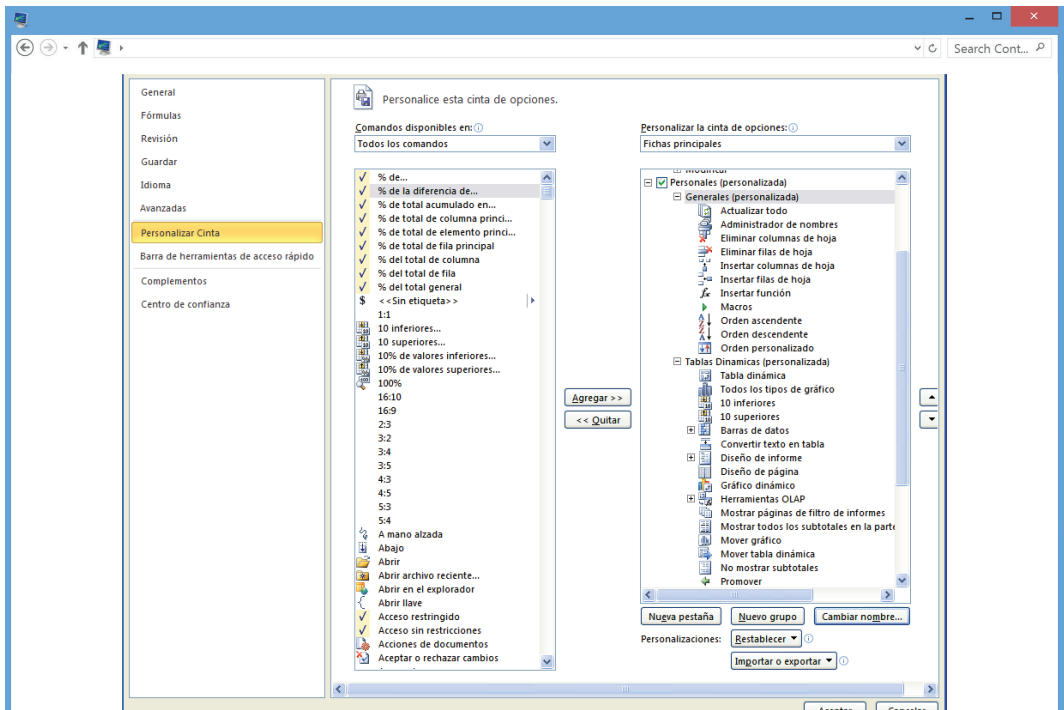 Search Cont...
General
Fórmulas
Revisión
Guardar
Idioma
Avanzadas
Personalizar Cinta
Barra de herramientas de acceso rápido
Complementos
Centro de confianza
Personalice esta cinta de opciones.
Comandos disponibles en:
Todos los comandos
% de...
% de la diferencia de...
% de total acumulado en...
% de total de columna princi...
% de total de elemento princi...
% de total de fila principal
% del total de columna
% del total de fila
% del total general
<<Sin etiqueta>>
1:1
10 inferiores...
10 superiores...
10% de valores inferiores...
10% de valores superiores...
100%
16:10
16:9
2:3
3:2
3:4
3:5
4:3
4:5
5:3
5:4
A mano alzada
Abajo
Abrir
Abrir archivo reciente...
Abrir en el explorador
Abrir llave
Acceso restringido
Acceso sin restricciones
Acciones de documentos
Aceptar o rechazar cambios
Agregar >>
<< Quitar
Personalizar la cinta de opciones:
Fichas principales
Modificar
Personales (personalizada)
Generales (personalizada)
Actualizar todo
Administrador de nombres
Eliminar columnas de hoja
Eliminar filas de hoja
Insertar columnas de hoja
Insertar filas de hoja
Insertar función
Macros
Orden ascendente
Orden descendente
Orden personalizado
Tablas Dinamicas (personalizada)
Tabla dinámica
Todos los tipos de gráfico
10 inferiores
10 superiores
Barras de datos
Convertir texto en tabla
Diseño de informe
Diseño de página
Gráfico dinámico
Herramientas OLAP
Mostrar páginas de filtro de informes
Mostrar todos los subtotales en la parte
Mover gráfico
Mover tabla dinámica
No mostrar subtotales
Promover
Nueva pestaña
Nuevo grupo
Cambiar nombre...
Personalizaciones:
Restablecer
Importar o exportar
Aceptar
Cancelar